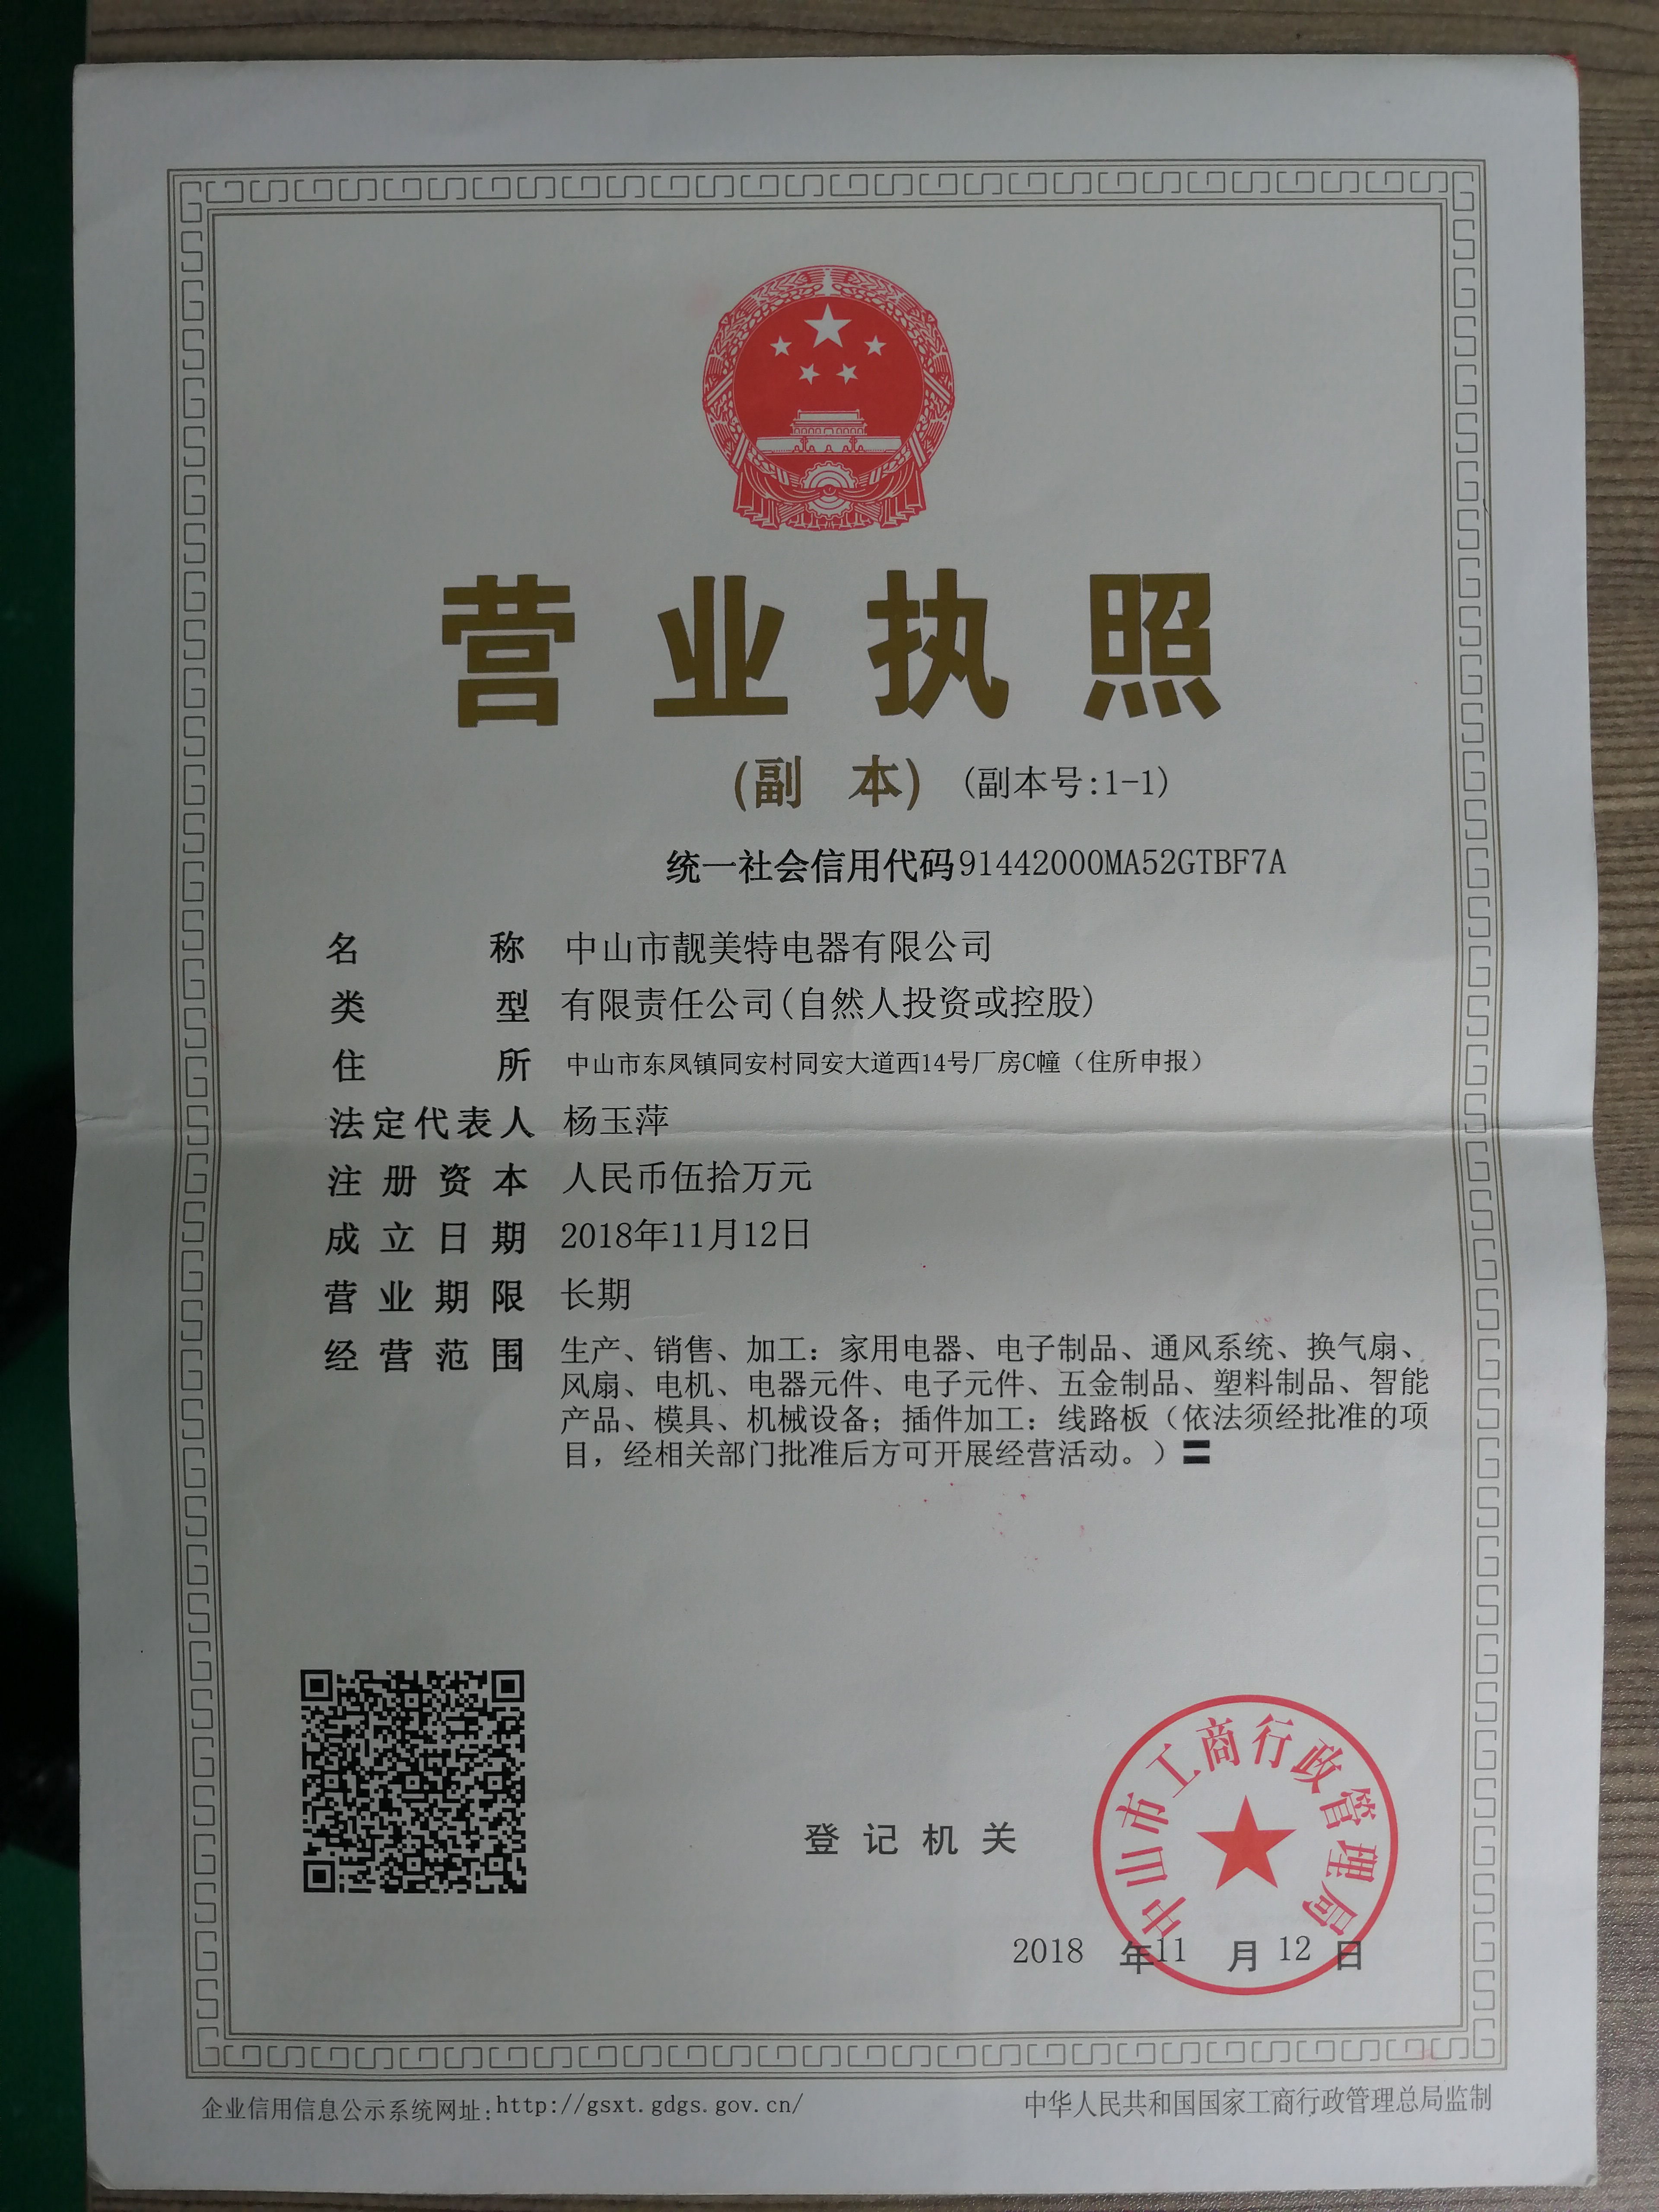 营业执照
(副 本) (副本号:1-1)
统一社会信用代码91442000MA52GTBF7A
名 称 中山市靓美特电器有限公司
类 型 有限责任公司(自然人投资或控股)
住 所 中山市东凤镇同安村同安大道西14号厂房C幢（住所申报）
法定代表人 杨玉萍
注册资本 人民币伍拾万元
成立日期 2018年11月12日
营业期限 长期
经营范围 生产、销售、加工：家用电器、电子制品、通风系统、换气扇、
风扇、电机、电器元件、电子元件、五金制品、塑料制品、智能
产品、模具、机械设备；插件加工：线路板（依法须经批准的项
目，经相关部门批准后方可开展经营活动。）〓
登记机关
中山市工商行政管理局
2018 年11 月 12 日
企业信用信息公示系统网址:http://gsxt.gdgs.gov.cn/
中华人民共和国国家工商行政管理总局监制